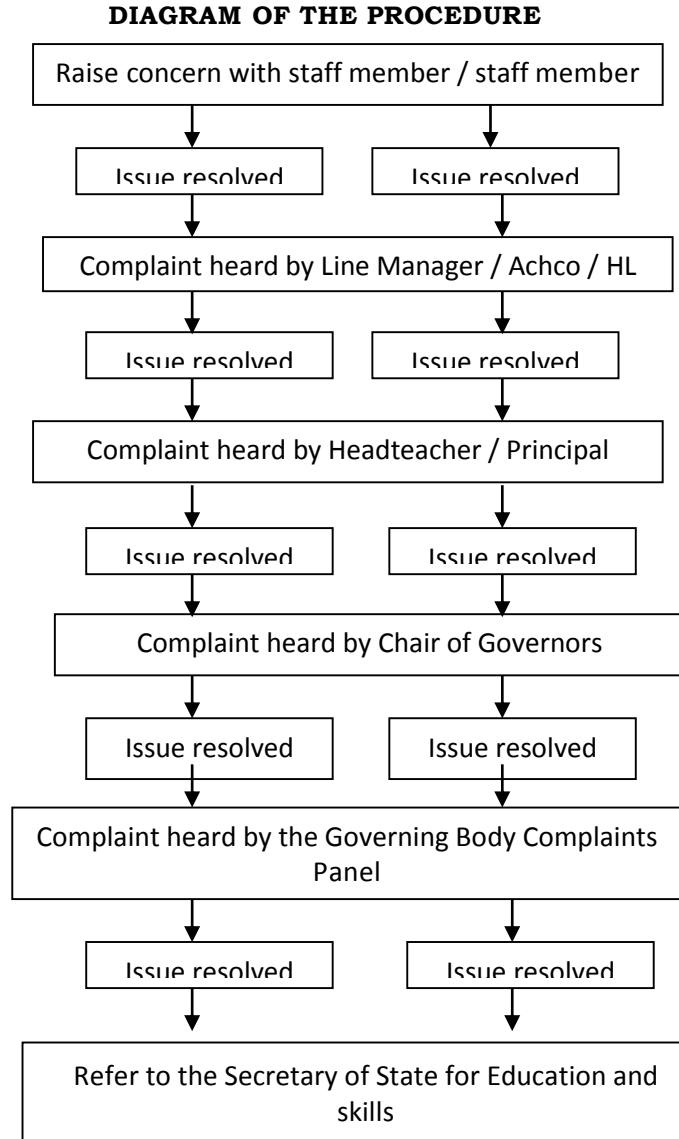 DIAGRAM OF THE PROCEDURE
Raise concern with staff member / staff member
Issue resolved
Issue resolved
Complaint heard by Line Manager / Achco / HL
Issue resolved
Issue resolved
Complaint heard by Headteacher / Principal
Issue resolved
Issue resolved
Complaint heard by Chair of Governors
Issue resolved
Issue resolved
Complaint heard by the Governing Body Complaints
Panel
Issue resolved
Issue resolved
Refer to the Secretary of State for Education and
skills